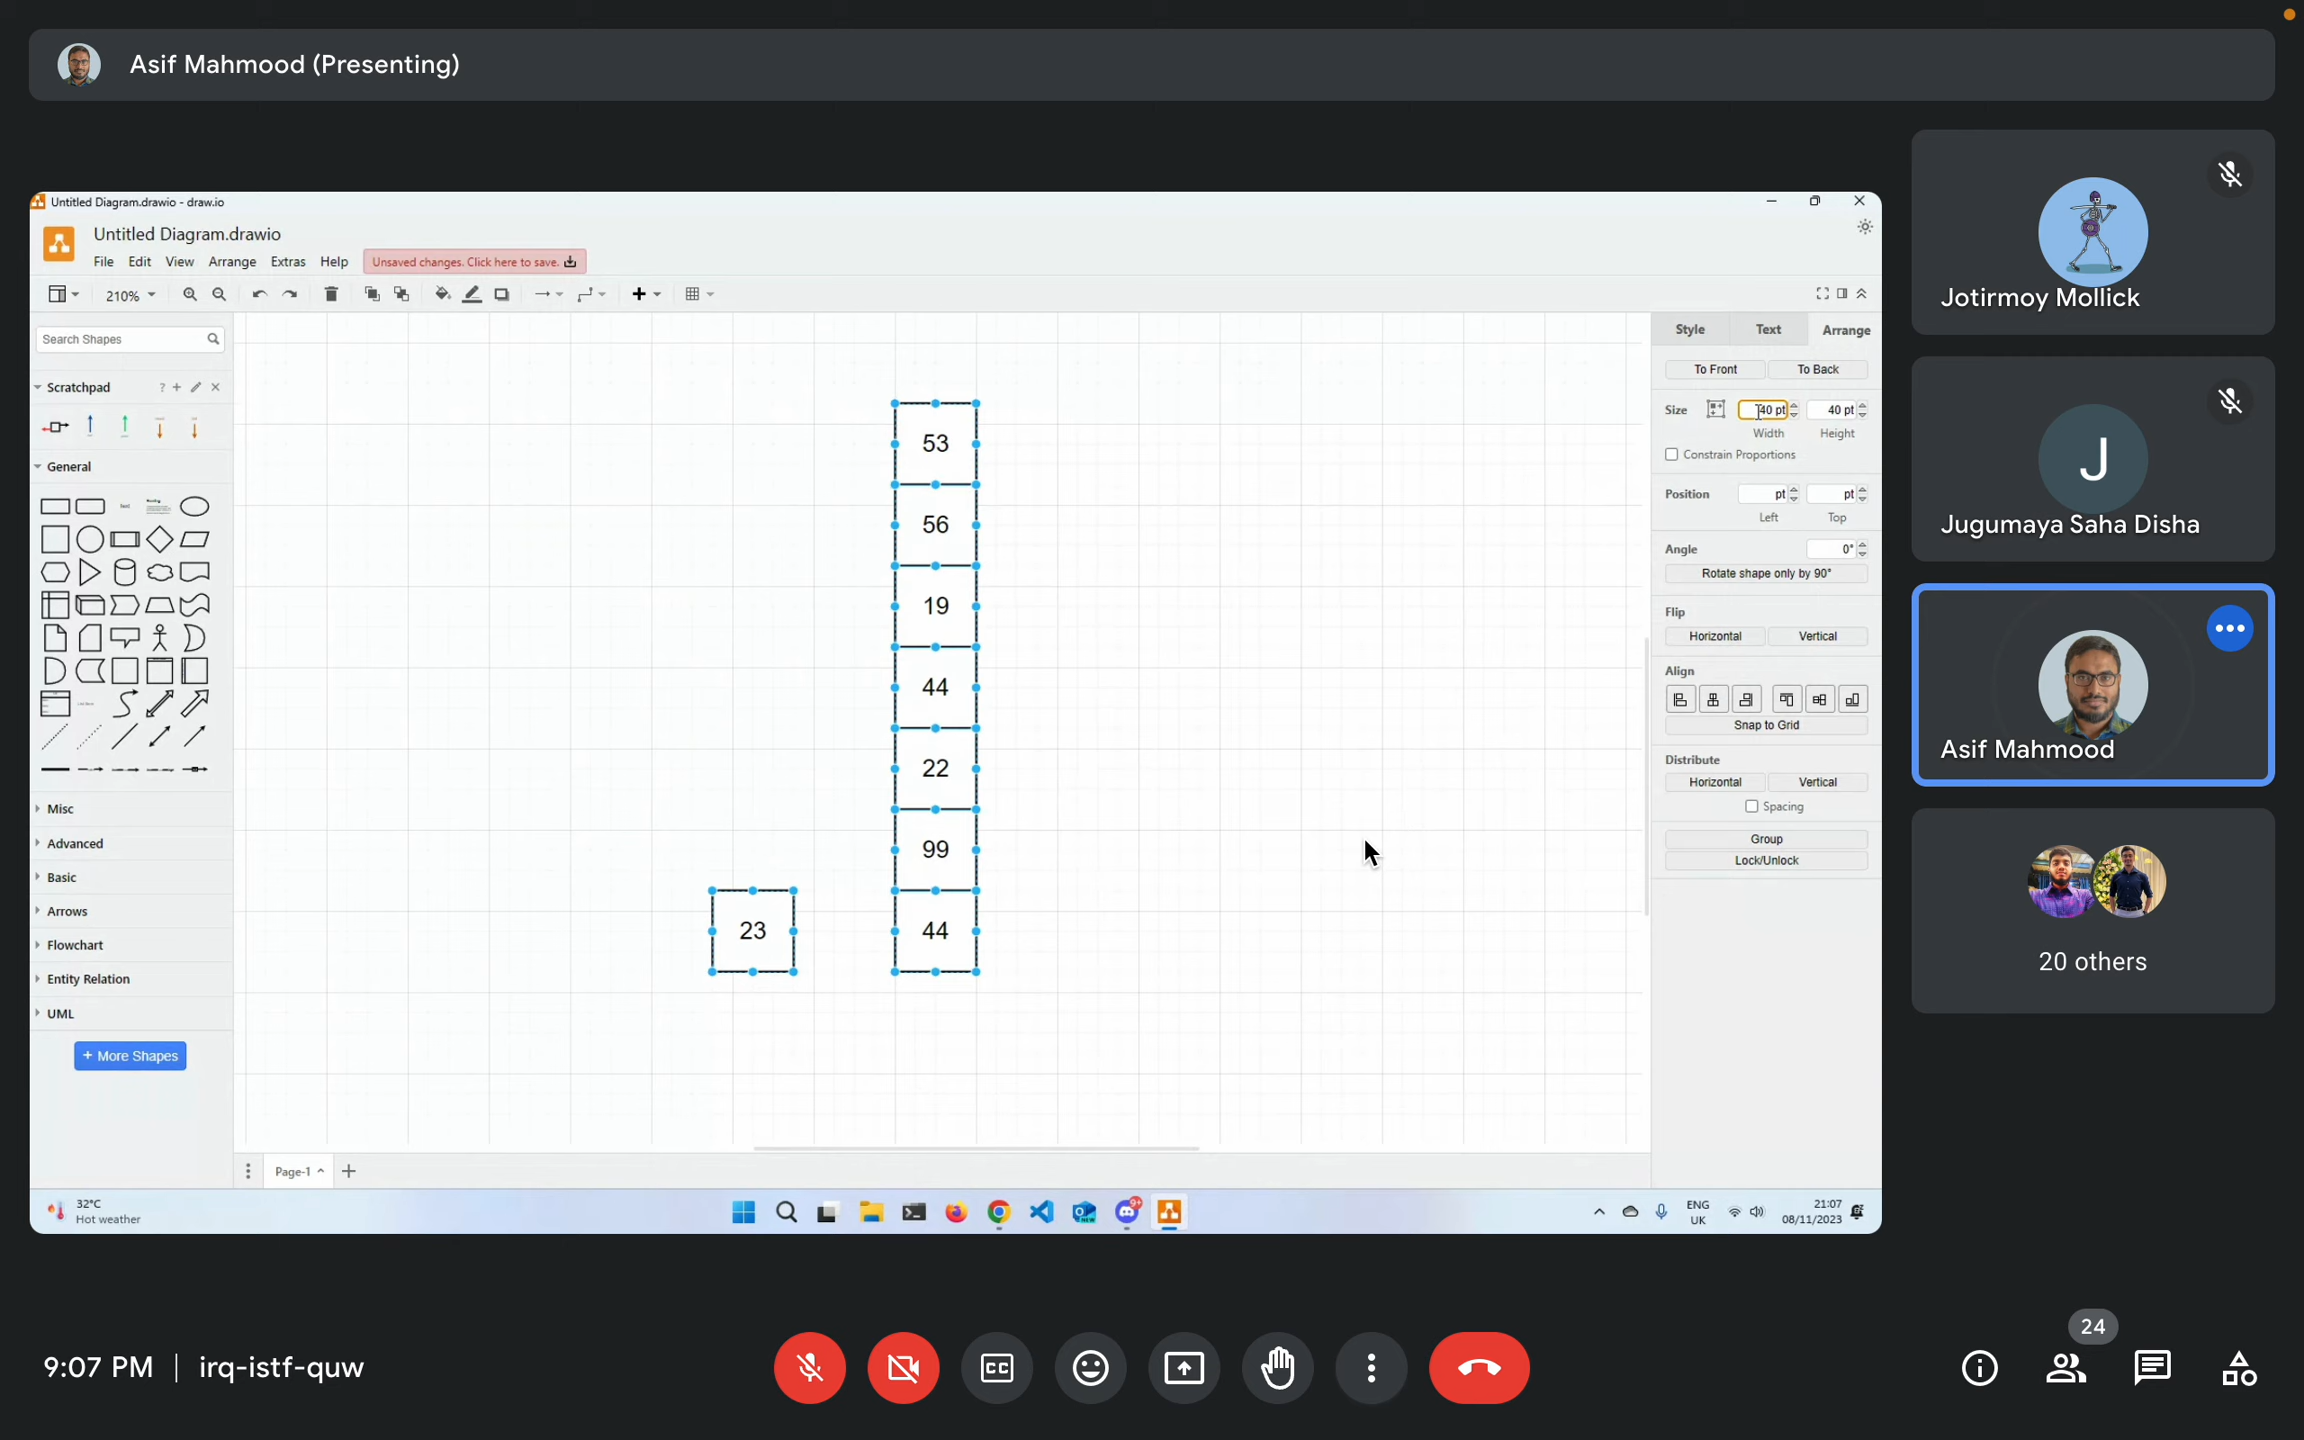 Asif Mahmood (Presenting)
Untitled Diagram.drawio - draw.io
Untitled Diagram.drawio
File Edit View Arrange Extras Help
Unsaved changes. Click here to save.
210%
Search Shapes
Scratchpad
?
General
Text
Misc
Advanced
Basic
Arrows
Flowchart
Entity Relation
UML
+ More Shapes
53
56
19
44
22
99
44
23
Style Text Arrange
To Front To Back
Size 40 pt 40 pt
Width Height
Constrain Proportions
Position pt pt
Left Top
Angle 0°
Rotate shape only by 90°
Flip
Horizontal Vertical
Align
Snap to Grid
Distribute
Horizontal Vertical
Spacing
Group
Lock/Unlock
Page-1
32°C
Hot weather
NEW
9+
ENG
UK
21:07
08/11/2023
Jotirmoy Mollick
J
Jugumaya Saha Disha
Asif Mahmood
20 others
9:07 PM | irq-istf-quw
CC
24